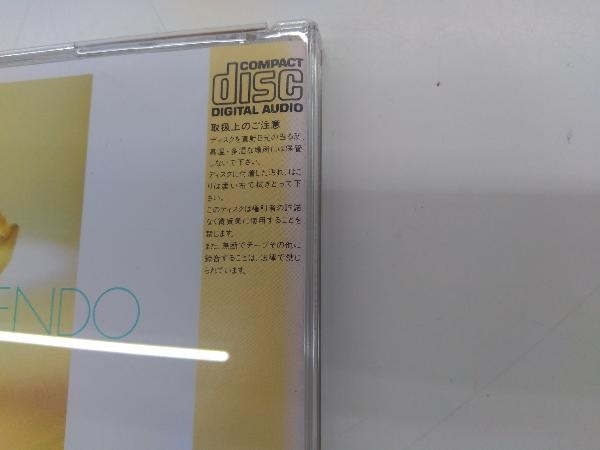 COMPACT
disc
DIGITAL AUDIO
取扱上のご注意
ディスクを直射日光の当る所、
高温・多湿な場所には保管
しないで下さい。
ディスクに付着した汚れ、ほこ
りは柔い布で拭きとって下
さい。
このディスクは権利者の許諾
なく賃貸業に使用することを
禁じます。
また、無断でテープその他に
録音することは、法律で禁じ
られています。
ENDO